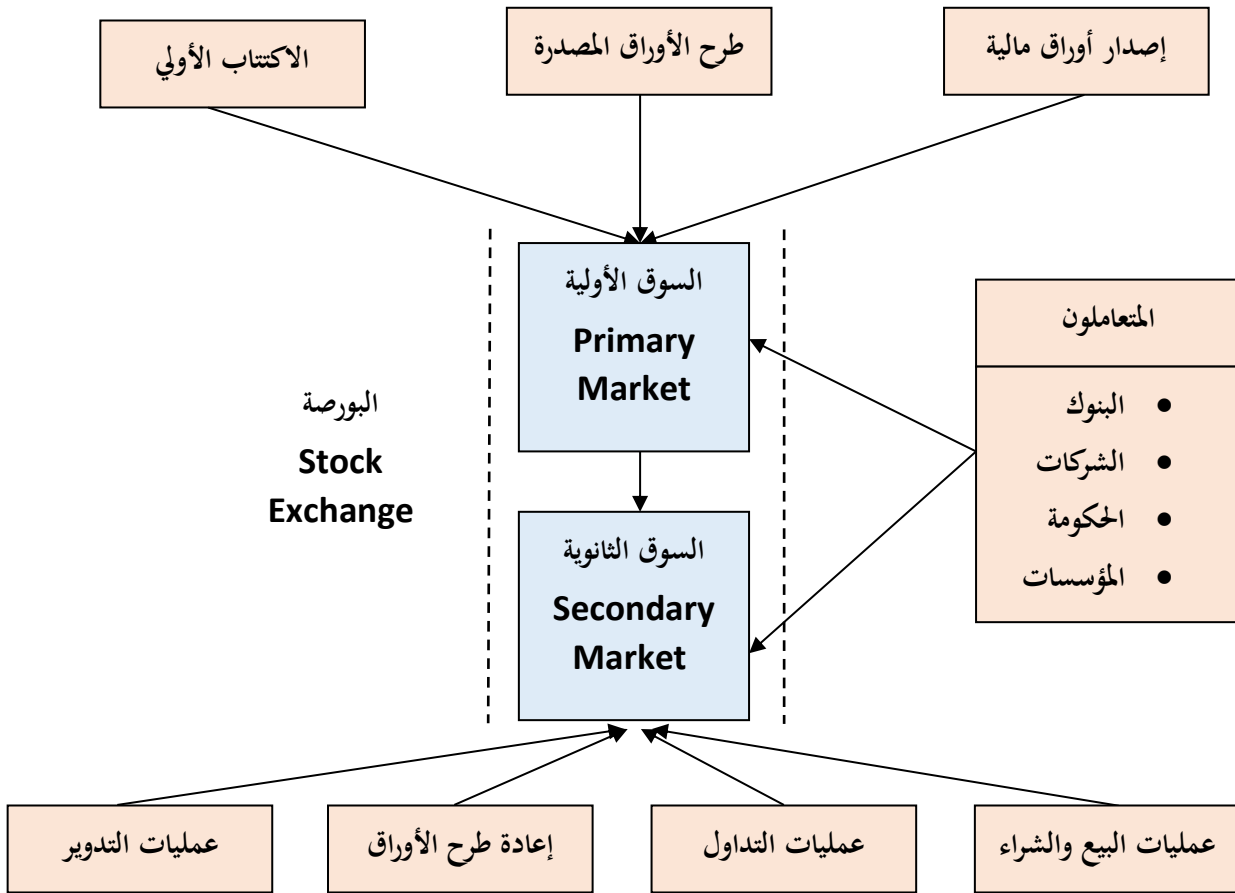 إصدار أوراق مالية
طرح الأوراق المصدرة
الاكتتاب الأولي
السوق الأولية
Primary
Market
المتعاملون
• البنوك
• الشركات
• الحكومة
• المؤسسات
البورصة
Stock
Exchange
السوق الثانوية
Secondary
Market
عمليات البيع والشراء
عمليات التداول
إعادة طرح الأوراق
عمليات التدوير